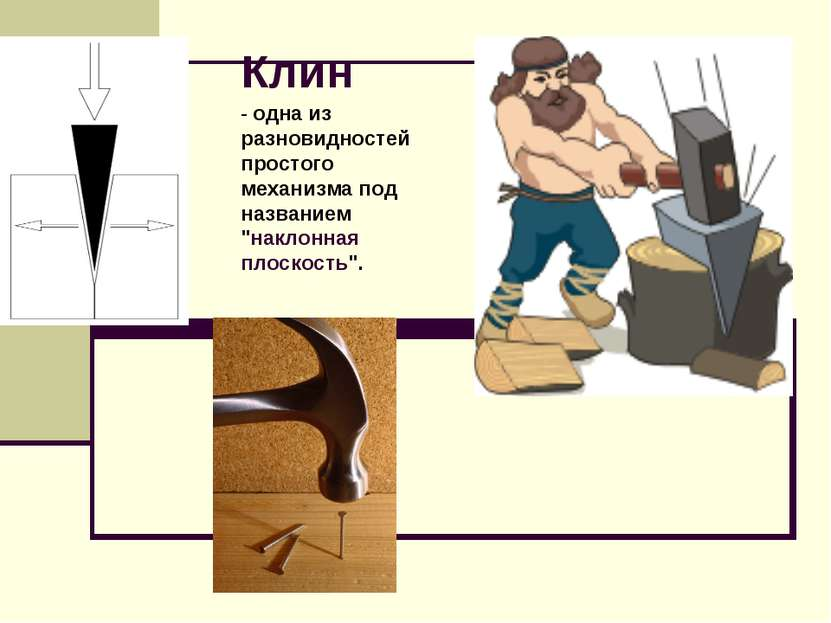 Клин
- одна из
разновидностей
простого
механизма под
названием
"наклонная
плоскость".